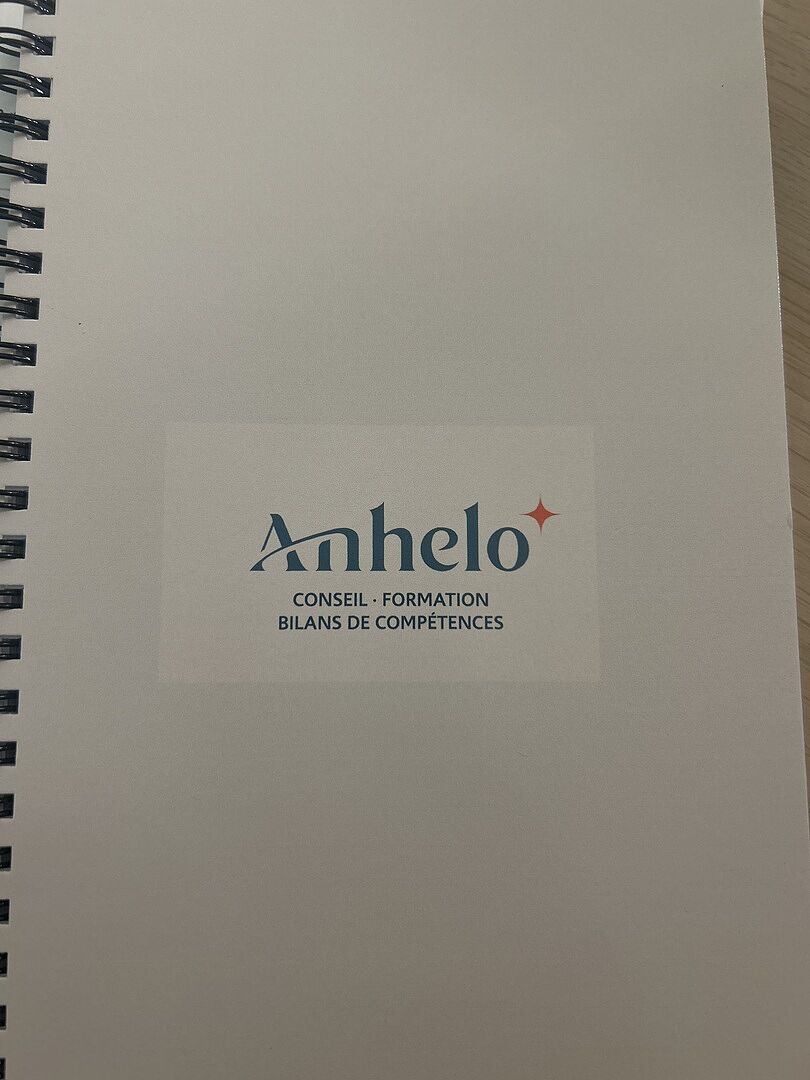 Anhelo
CONSEIL · FORMATION
BILANS DE COMPÉTENCES